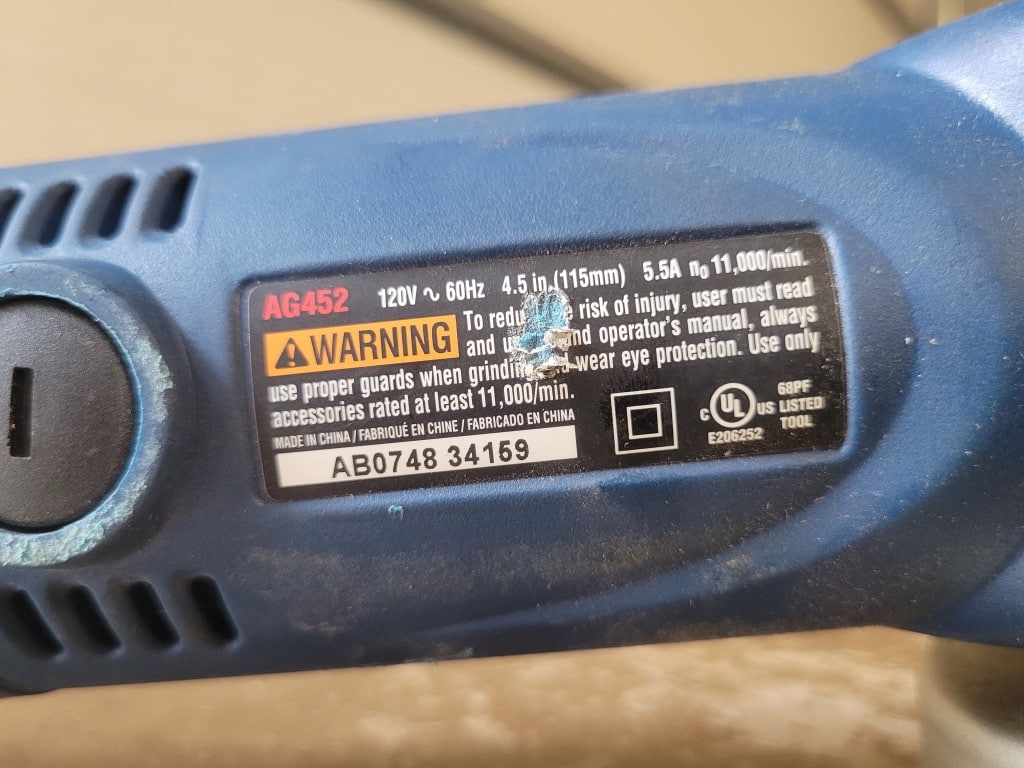 AG452 120V ∿ 60Hz 4.5 in.(115mm) 5.5A n₀ 11,000/min.
⚠WARNING To risk of injury, user must read
and operator's manual, always
use proper guards when wear eye protection. Use only
accessories rated at least 11,000/min.
MADE IN CHINA / FABRIQUÉ EN CHINE / FABRICADO EN CHINA
AB0748 34159
C UL US LISTED
68PF
TOOL
E206252